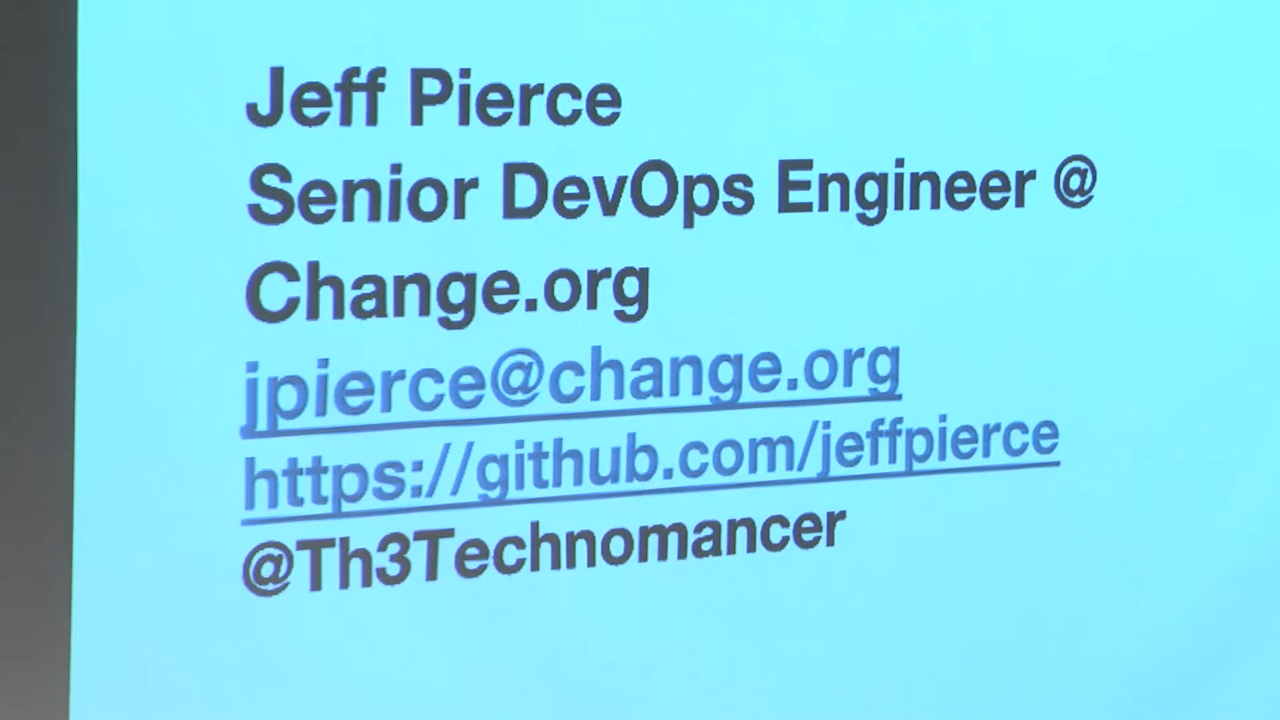 Jeff Pierce
Senior DevOps Engineer @
Change.org
jpierce@change.org
https://github.com/jeffpierce
@Th3Technomancer